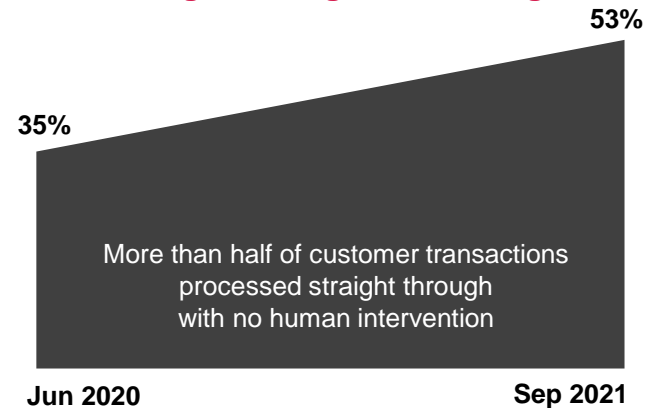 53%
35%
More than half of customer transactions
processed straight through
with no human intervention
Jun 2020
Sep 2021